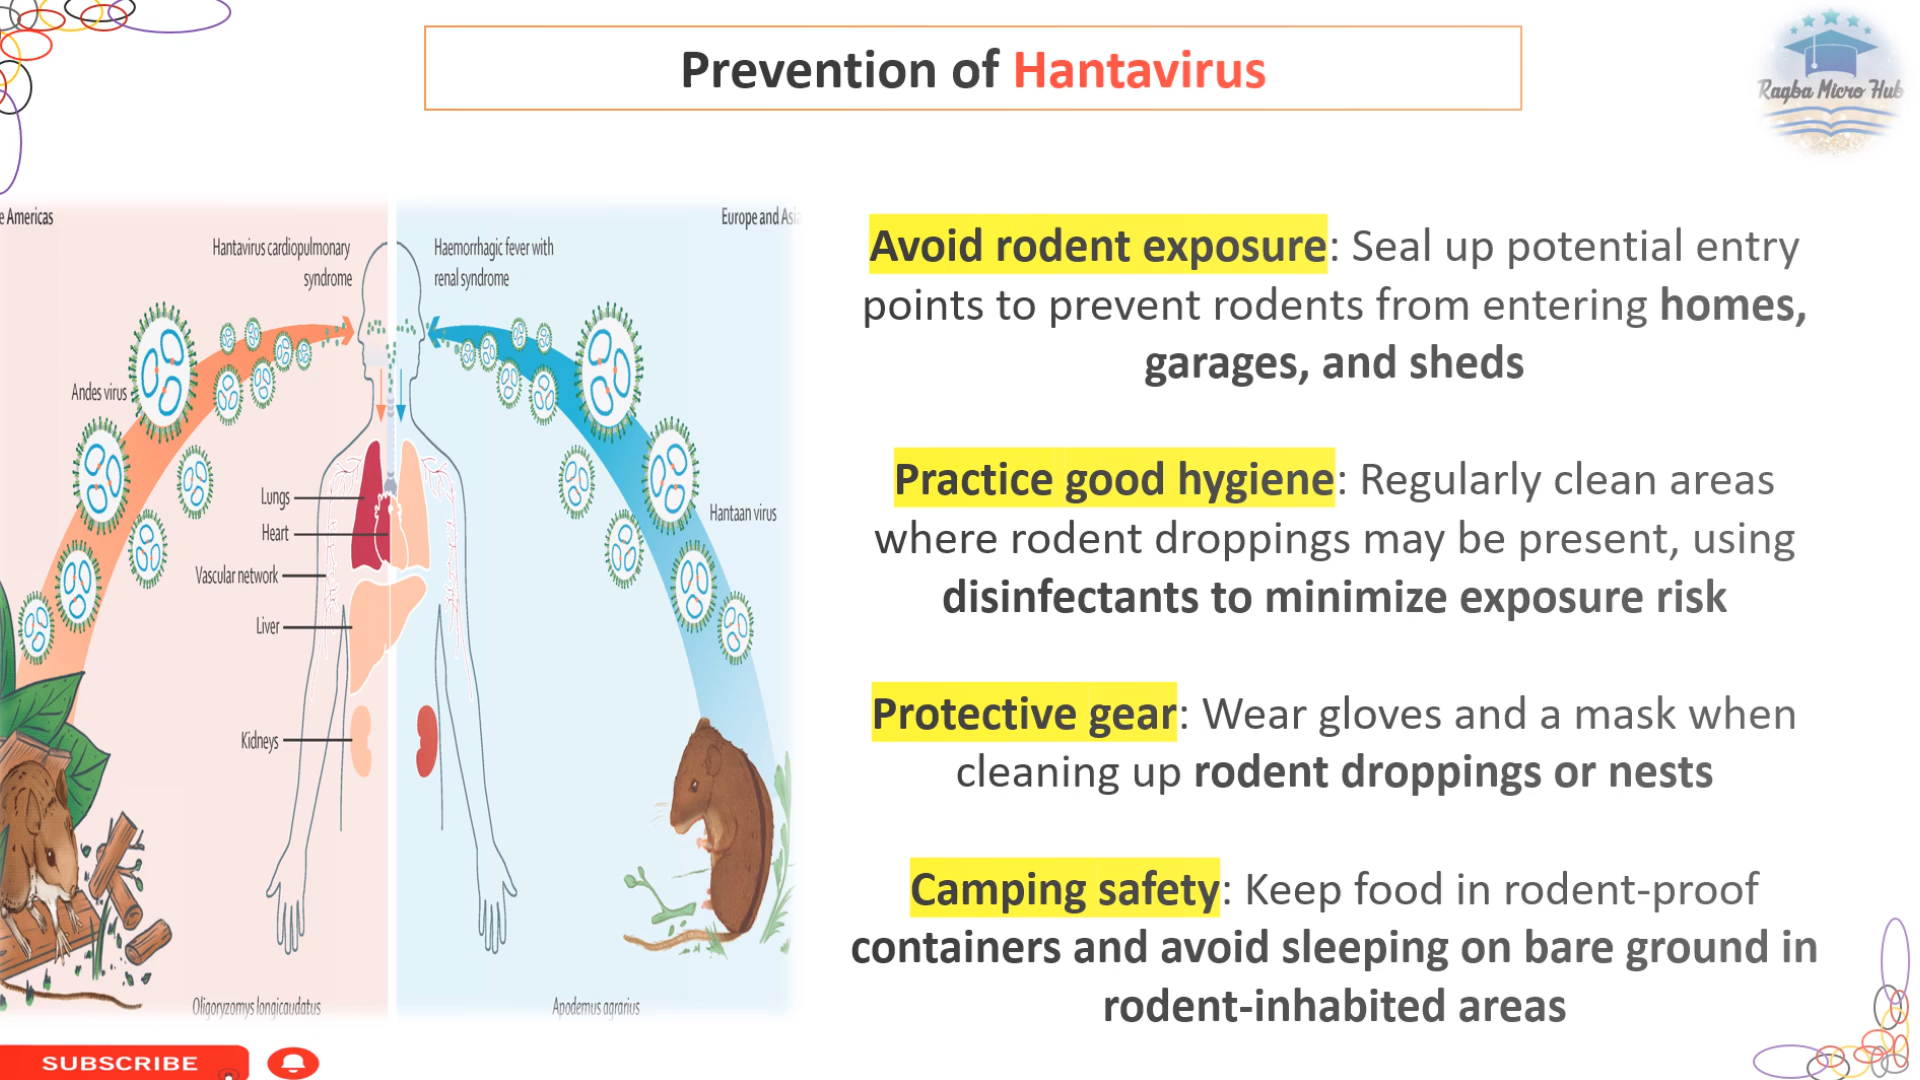 Prevention of Hantavirus
Ragba Micro Hub
e Americas
Europe and Asia
Hantavirus cardiopulmonary
syndrome
Haemorrhagic fever with
renal syndrome
Andes virus
Lungs
Heart
Hantaan virus
Vascular network
Liver
Kidneys
Oligoryzomys longicaudatus
Apodemus agrarius
Avoid rodent exposure: Seal up potential entry
points to prevent rodents from entering homes,
garages, and sheds
Practice good hygiene: Regularly clean areas
where rodent droppings may be present, using
disinfectants to minimize exposure risk
Protective gear: Wear gloves and a mask when
cleaning up rodent droppings or nests
Camping safety: Keep food in rodent-proof
containers and avoid sleeping on bare ground in
rodent-inhabited areas
SUBSCRIBE